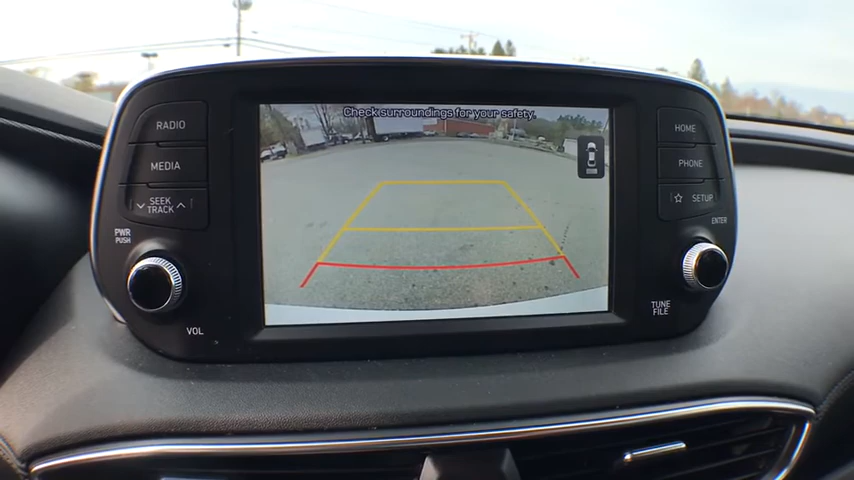 Check surroundings for your safety.
RADIO
MEDIA
SEEK
TRACK
PWR
PUSH
VOL
HOME
PHONE
☆ SETUP
ENTER
TUNE
FILE